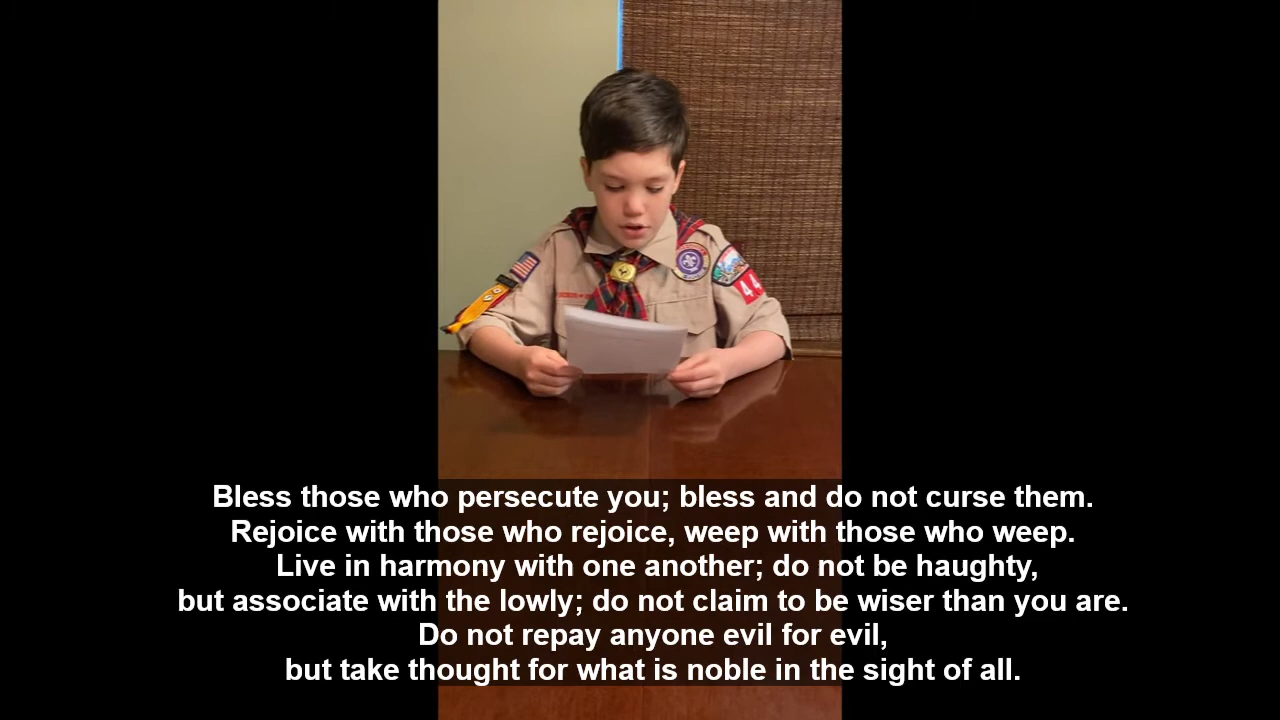 44
Bless those who persecute you; bless and do not curse them.
Rejoice with those who rejoice, weep with those who weep.
Live in harmony with one another; do not be haughty,
but associate with the lowly; do not claim to be wiser than you are.
Do not repay anyone evil for evil,
but take thought for what is noble in the sight of all.